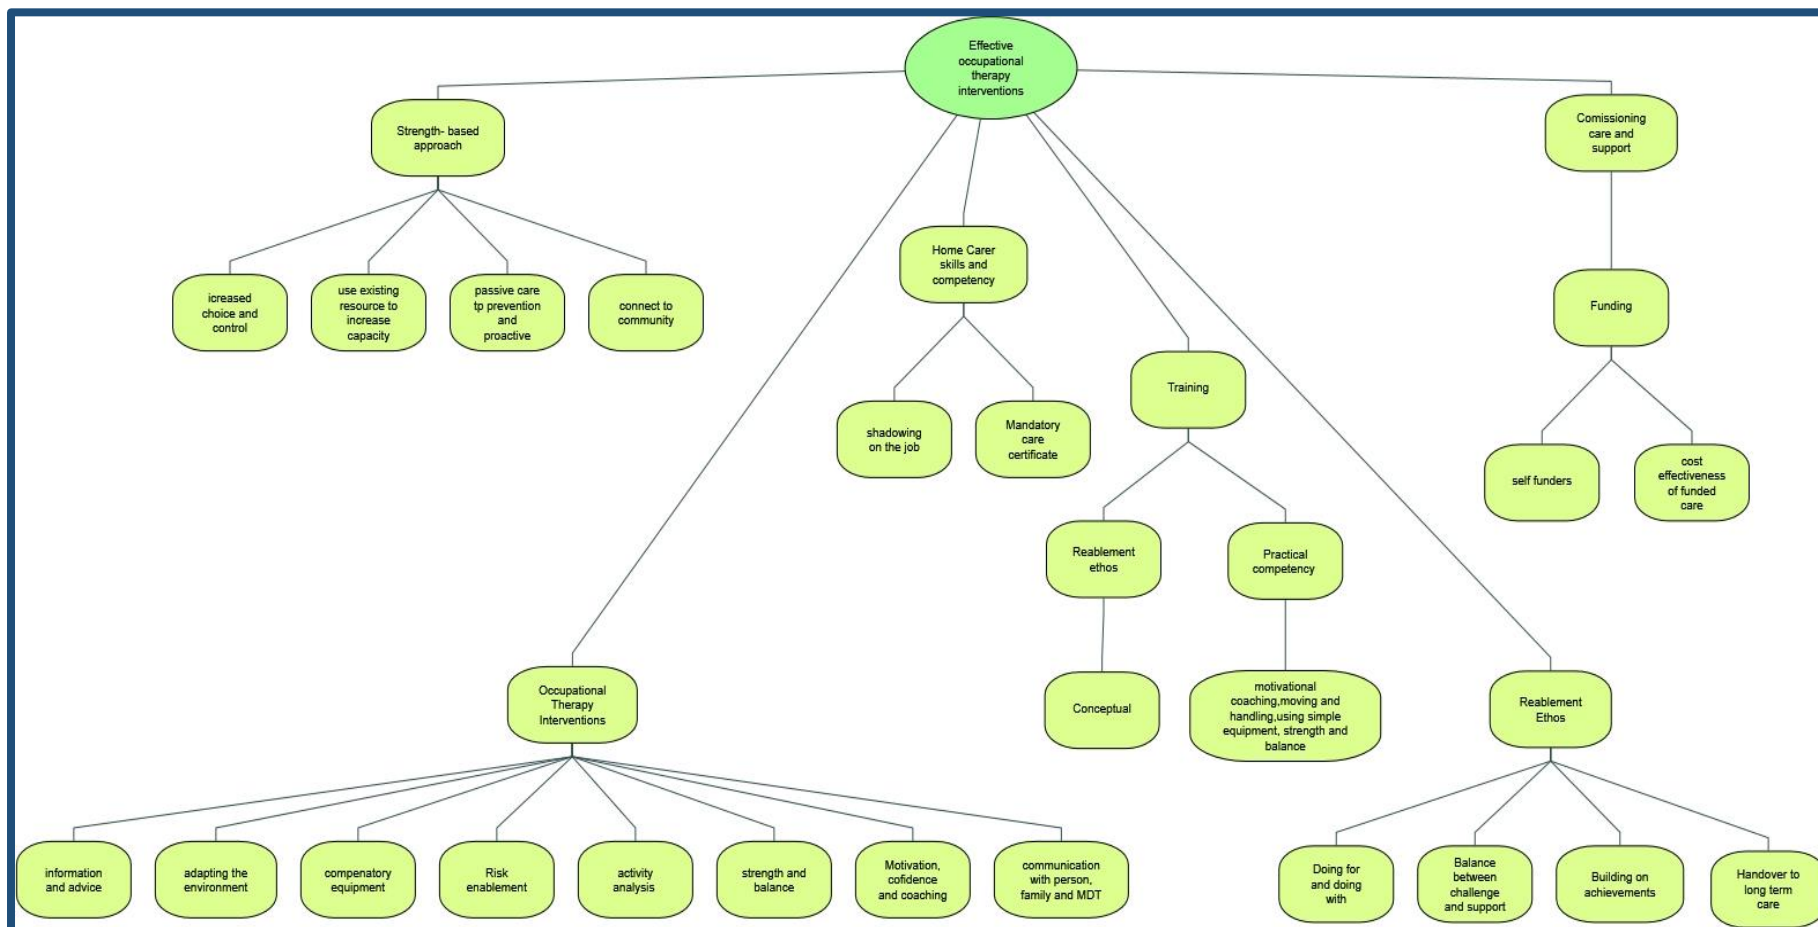 Effective
occupational
therapy
interventions
Strength- based
approach
Comissioning
care and
support
icreased
choice and
control
use existing
resource to
increase
capacity
passive care
tp prevention
and
proactive
connect to
community
Home Carer
skills and
competency
Funding
shadowing
on the job
Mandatory
care
certificate
Training
self funders
cost
effectiveness
of funded
care
Reablement
ethos
Practical
competency
Conceptual
motivational
coaching,moving and
handling,using simple
equipment, strength and
balance
Occupational
Therapy
Interventions
Reablement
Ethos
information
and advice
adapting the
environment
compenatory
equipment
Risk
enablement
activity
analysis
strength and
balance
Motivation,
cofidence
and coaching
communication
with person,
family and MDT
Doing for
and doing
with
Balance
between
challenge
and support
Building on
achievements
Handover to
long term
care